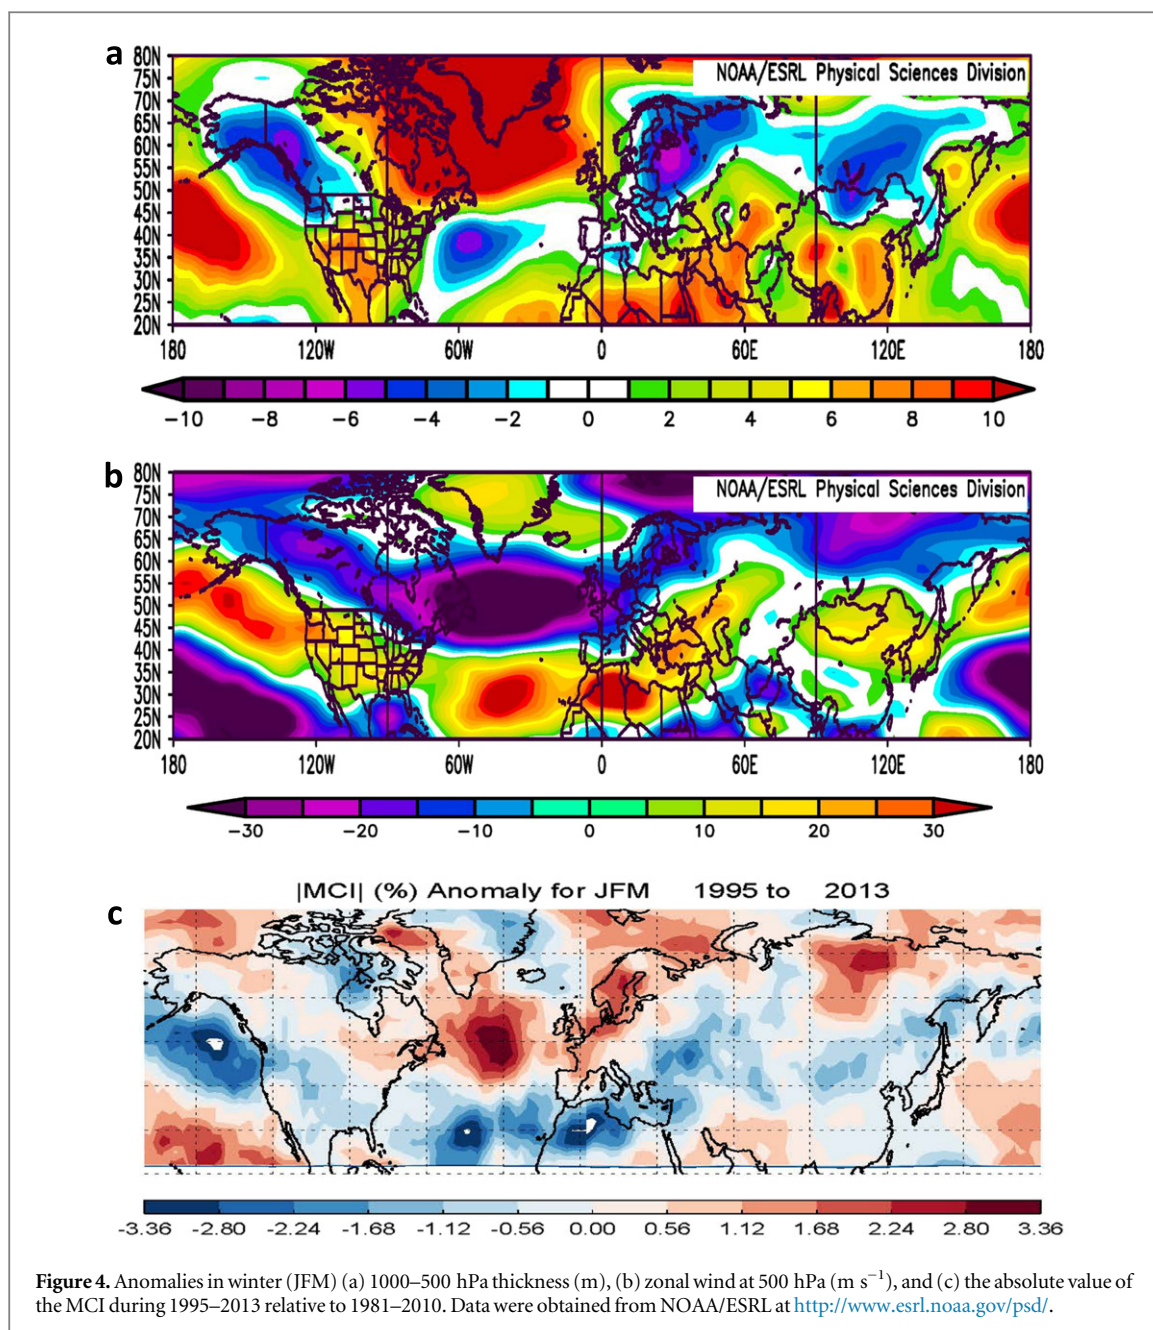 a
80N
NOAA/ESRL Physical Sciences Division
75N
70N
65N
60N
55N
50N
45N
40N
35N
30N
25N
20N
180 120W 60W 0 60E 120E 180
−10 −8 −6 −4 −2 0 2 4 6 8 10
b
80N
NOAA/ESRL Physical Sciences Division
75N
70N
65N
60N
55N
50N
45N
40N
35N
30N
25N
20N
180 120W 60W 0 60E 120E 180
−30 −20 −10 0 10 20 30
|MCI| (%) Anomaly for JFM 1995 to 2013
c
-3.36 -2.80 -2.24 -1.68 -1.12 -0.56 0.00 0.56 1.12 1.68 2.24 2.80 3.36
Figure 4. Anomalies in winter (JFM) (a) 1000–500 hPa thickness (m), (b) zonal wind at 500 hPa (m s⁻¹), and (c) the absolute value of
the MCI during 1995–2013 relative to 1981–2010. Data were obtained from NOAA/ESRL at http://www.esrl.noaa.gov/psd/.